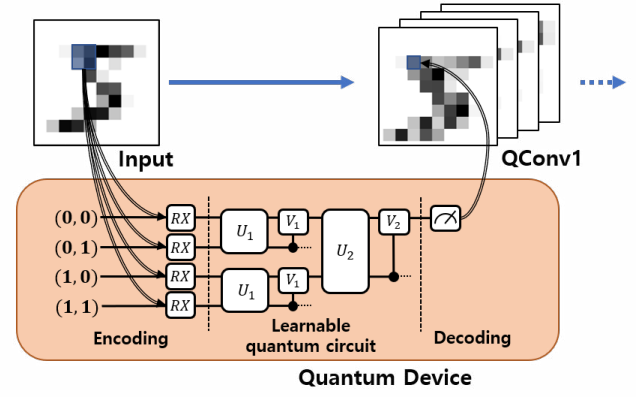 Input
QConv1
(0, 0) RX
(0, 1) RX
(1, 0) RX
(1, 1) RX
U₁ V₁
U₁ V₁
U₂ V₂
Encoding
Learnable
quantum circuit
Decoding
Quantum Device